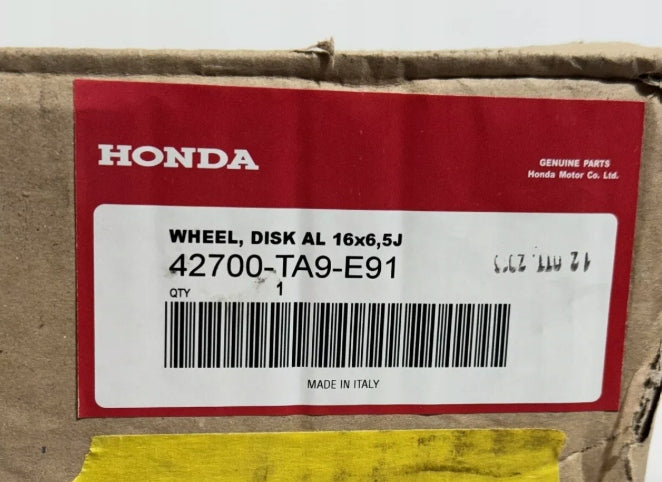 HONDA
GENUINE PARTS
Honda Motor Co. Ltd.
WHEEL, DISK AL 16x6,5J
42700-TA9-E91
QTY 1
MADE IN ITALY